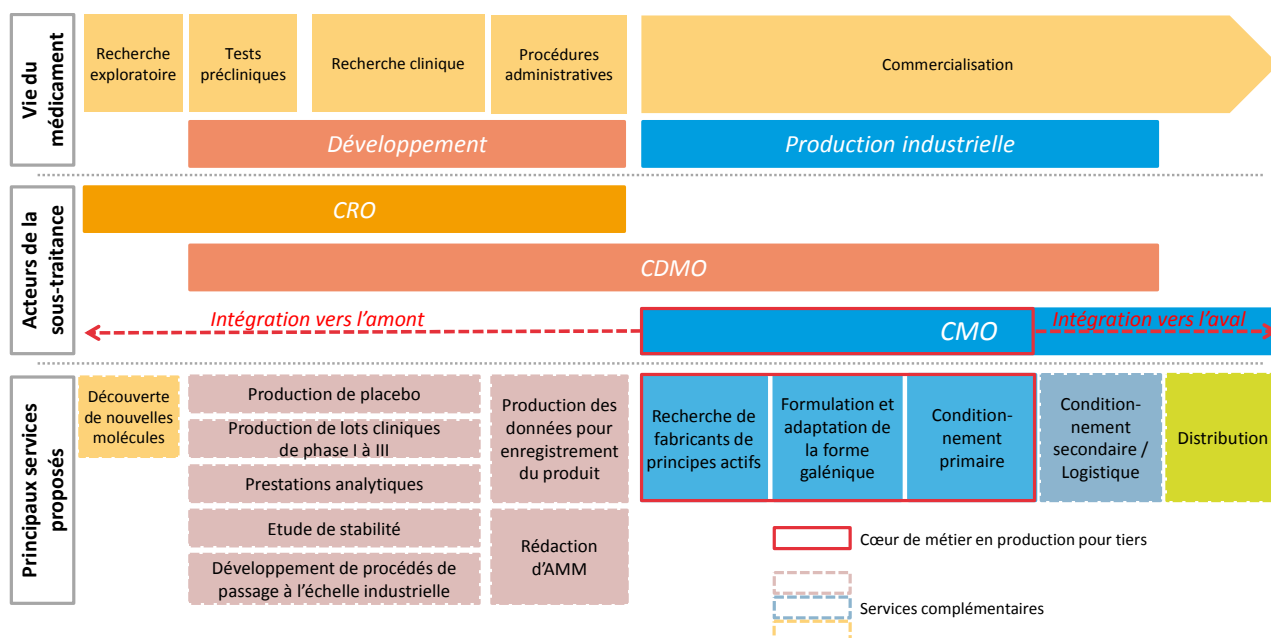 Vie du
médicament
Recherche
exploratoire
Tests
précliniques
Recherche clinique
Procédures
administratives
Commercialisation
Développement
Production industrielle
Acteurs de la
sous-traitance
CRO
CDMO
Intégration vers l’amont
CMO
Intégration vers l’aval
Principaux services
proposés
Découverte
de nouvelles
molécules
Production de placebo
Production de lots cliniques
de phase I à III
Prestations analytiques
Etude de stabilité
Développement de procédés de
passage à l’échelle industrielle
Production des
données pour
enregistrement
du produit
Rédaction
d’AMM
Recherche de
fabricants de
principes actifs
Formulation et
adaptation de
la forme
galénique
Condition-
nement
primaire
Condition-
nement
secondaire /
Logistique
Distribution
Cœur de métier en production pour tiers
Services complémentaires